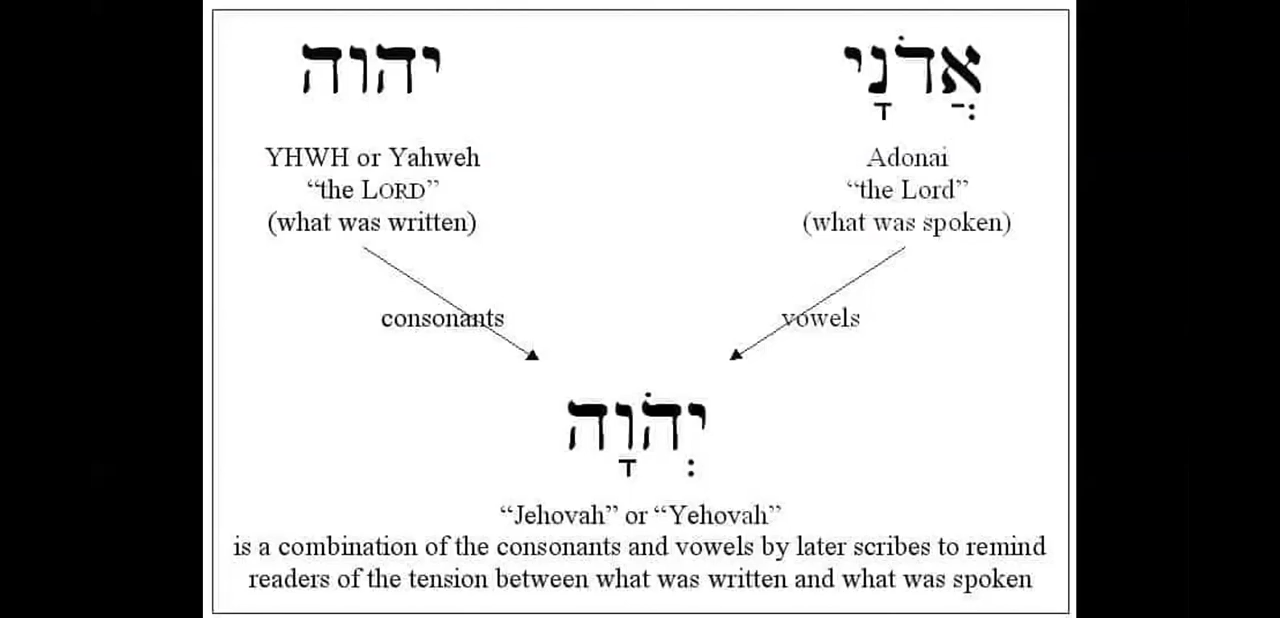 יהוה
YHWH or Yahweh
“the LORD”
(what was written)
אֲדֹנָי
Adonai
“the Lord”
(what was spoken)
consonants
vowels
יְהֹוָה
“Jehovah” or “Yehovah”
is a combination of the consonants and vowels by later scribes to remind
readers of the tension between what was written and what was spoken